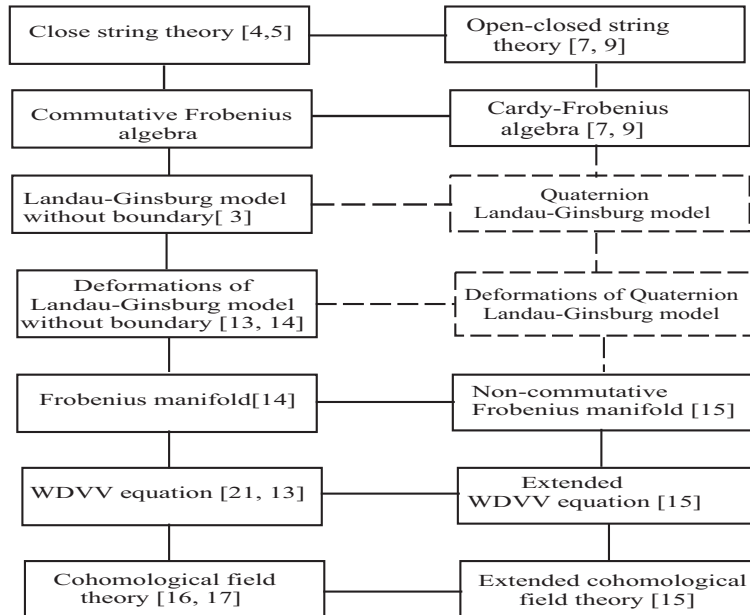 Close string theory [4,5]
Open-closed string
theory [7, 9]
Commutative Frobenius
algebra
Cardy-Frobenius
algebra [7, 9]
Landau-Ginsburg model
without boundary[ 3]
Quaternion
Landau-Ginsburg model
Deformations of
Landau-Ginsburg model
without boundary [13, 14]
Deformations of Quaternion
Landau-Ginsburg model
Frobenius manifold[14]
Non-commutative
Frobenius manifold [15]
WDVV equation [21, 13]
Extended
WDVV equation [15]
Cohomological field
theory [16, 17]
Extended cohomological
field theory [15]